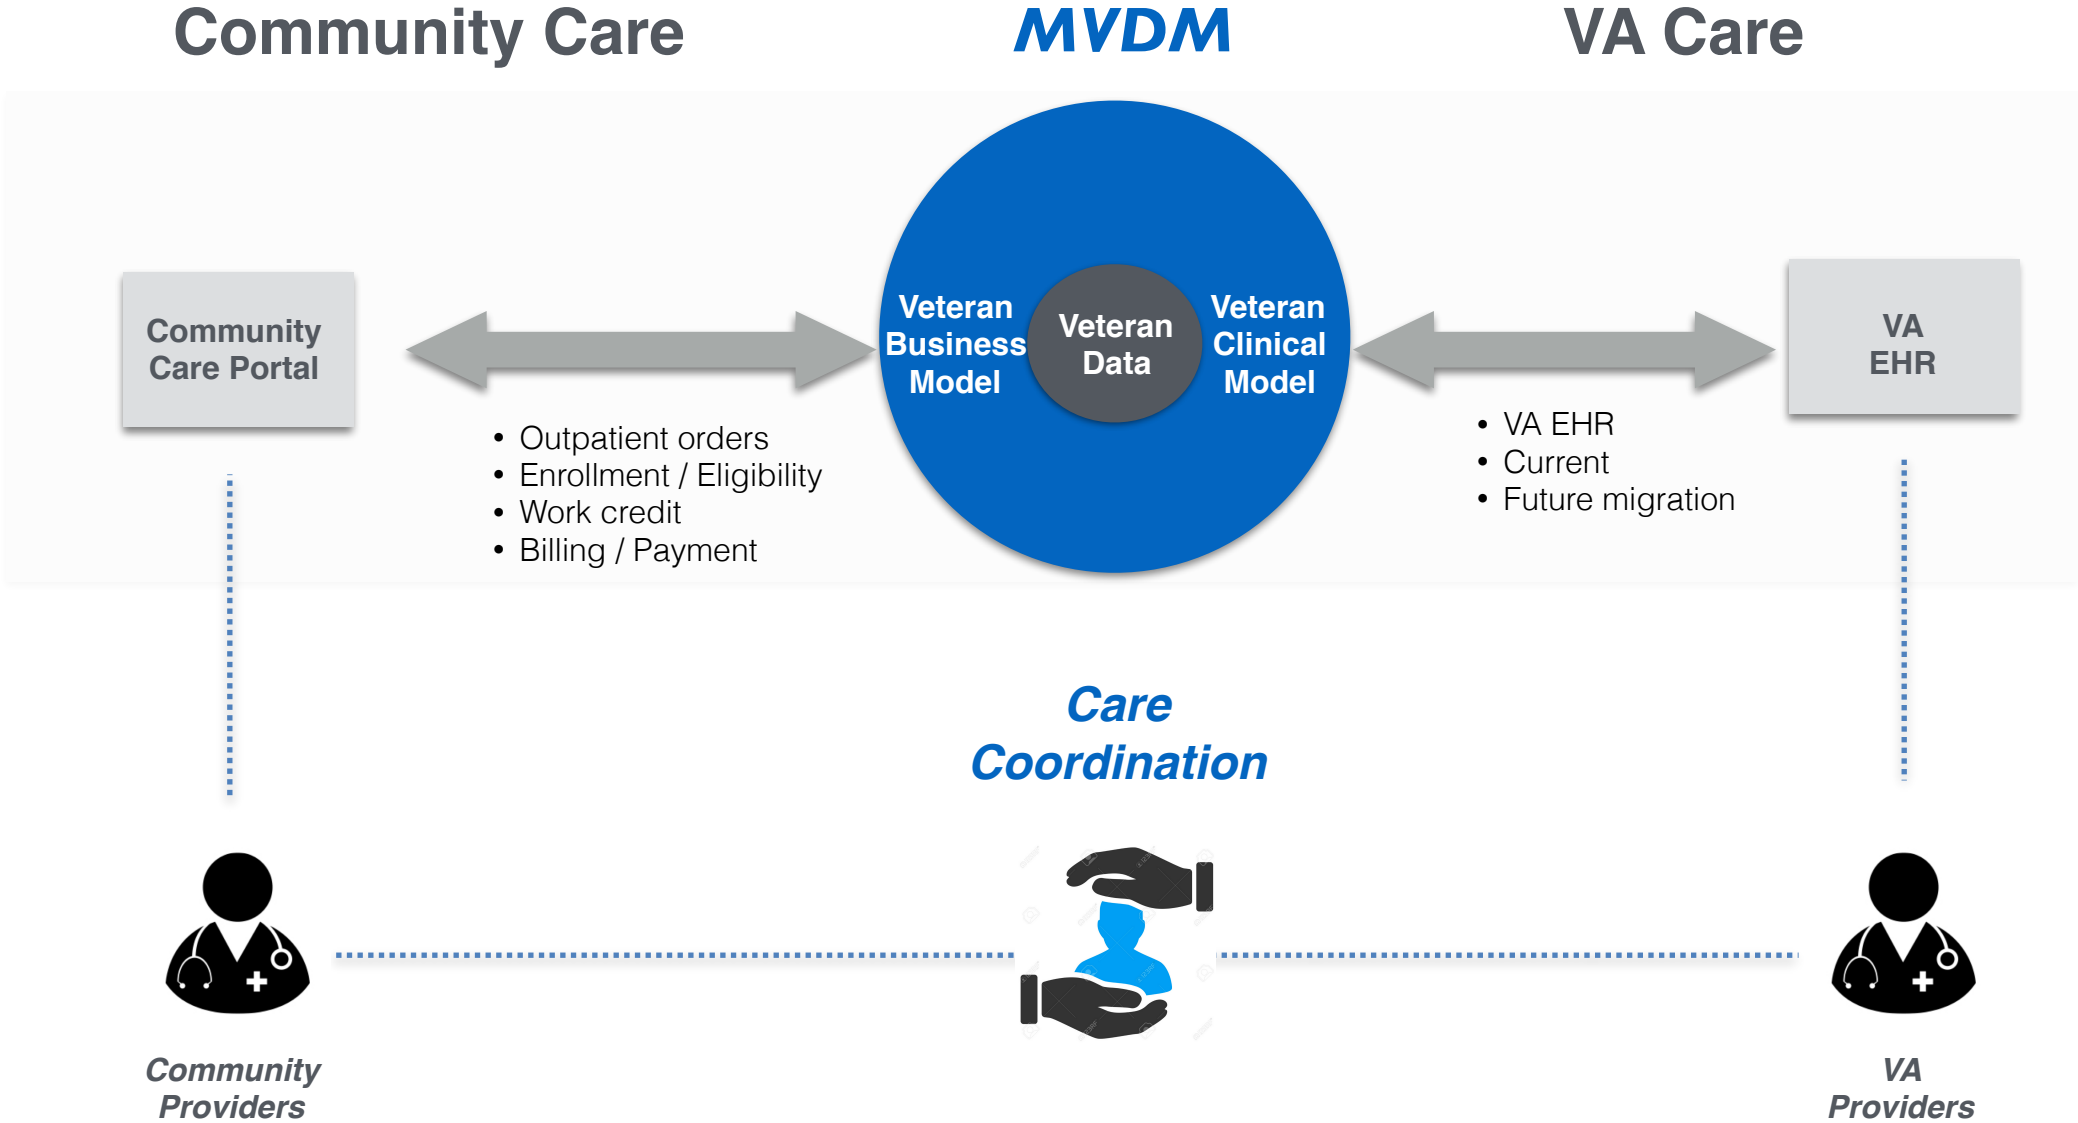 Community Care
MVDM
VA Care
Community
Care Portal
Veteran
Business
Model
Veteran
Data
Veteran
Clinical
Model
VA
EHR
• Outpatient orders
• Enrollment / Eligibility
• Work credit
• Billing / Payment
• VA EHR
• Current
• Future migration
Care
Coordination
Community
Providers
VA
Providers